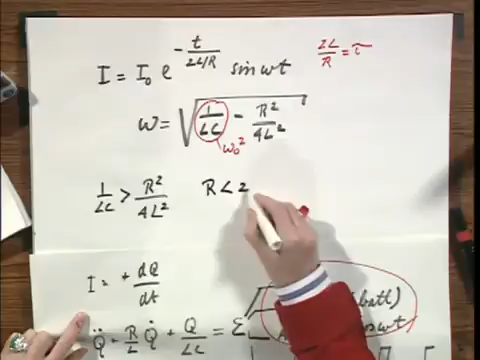 I = I₀ e^(-t/(2L/R)) sin ωt
2L/R = τ
ω = √(1/LC - R²/4L²)
ω₀²
1/LC > R²/4L² R < 2
I = + dQ/dt
Q̈ + R/L Q̇ + Q/LC =